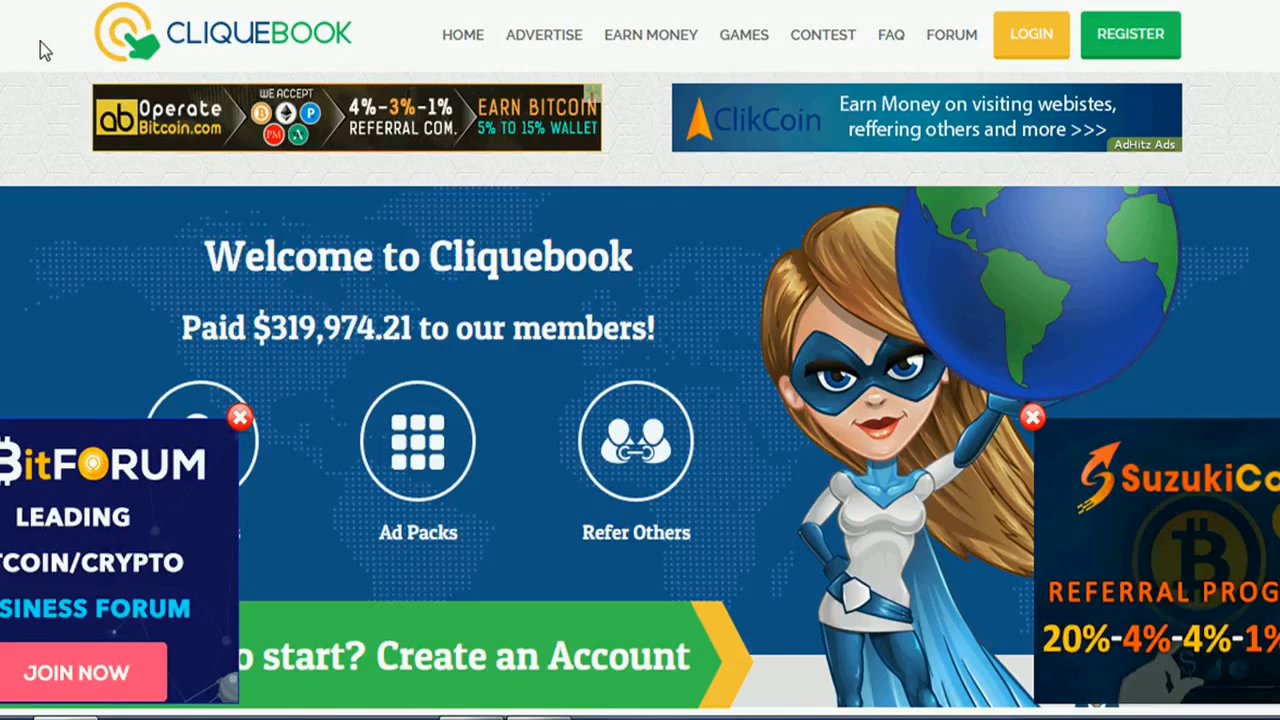 CLIQUEBOOK
HOME ADVERTISE EARN MONEY GAMES CONTEST FAQ FORUM LOGIN REGISTER
ab Operate Bitcoin.com
WE ACCEPT
4%-3%-1%
REFERRAL COM.
EARN BITCOIN
5% TO 15% WALLET
ClikCoin
Earn Money on visiting webistes,
reffering others and more >>>
AdHitz Ads
Welcome to Cliquebook
Paid $319,974.21 to our members!
Ad Packs
Refer Others
BitFORUM
LEADING
TCOIN/CRYPTO
SINESS FORUM
JOIN NOW
SuzukiCo
REFERRAL PROG
20%-4%-4%-1%
o start? Create an Account